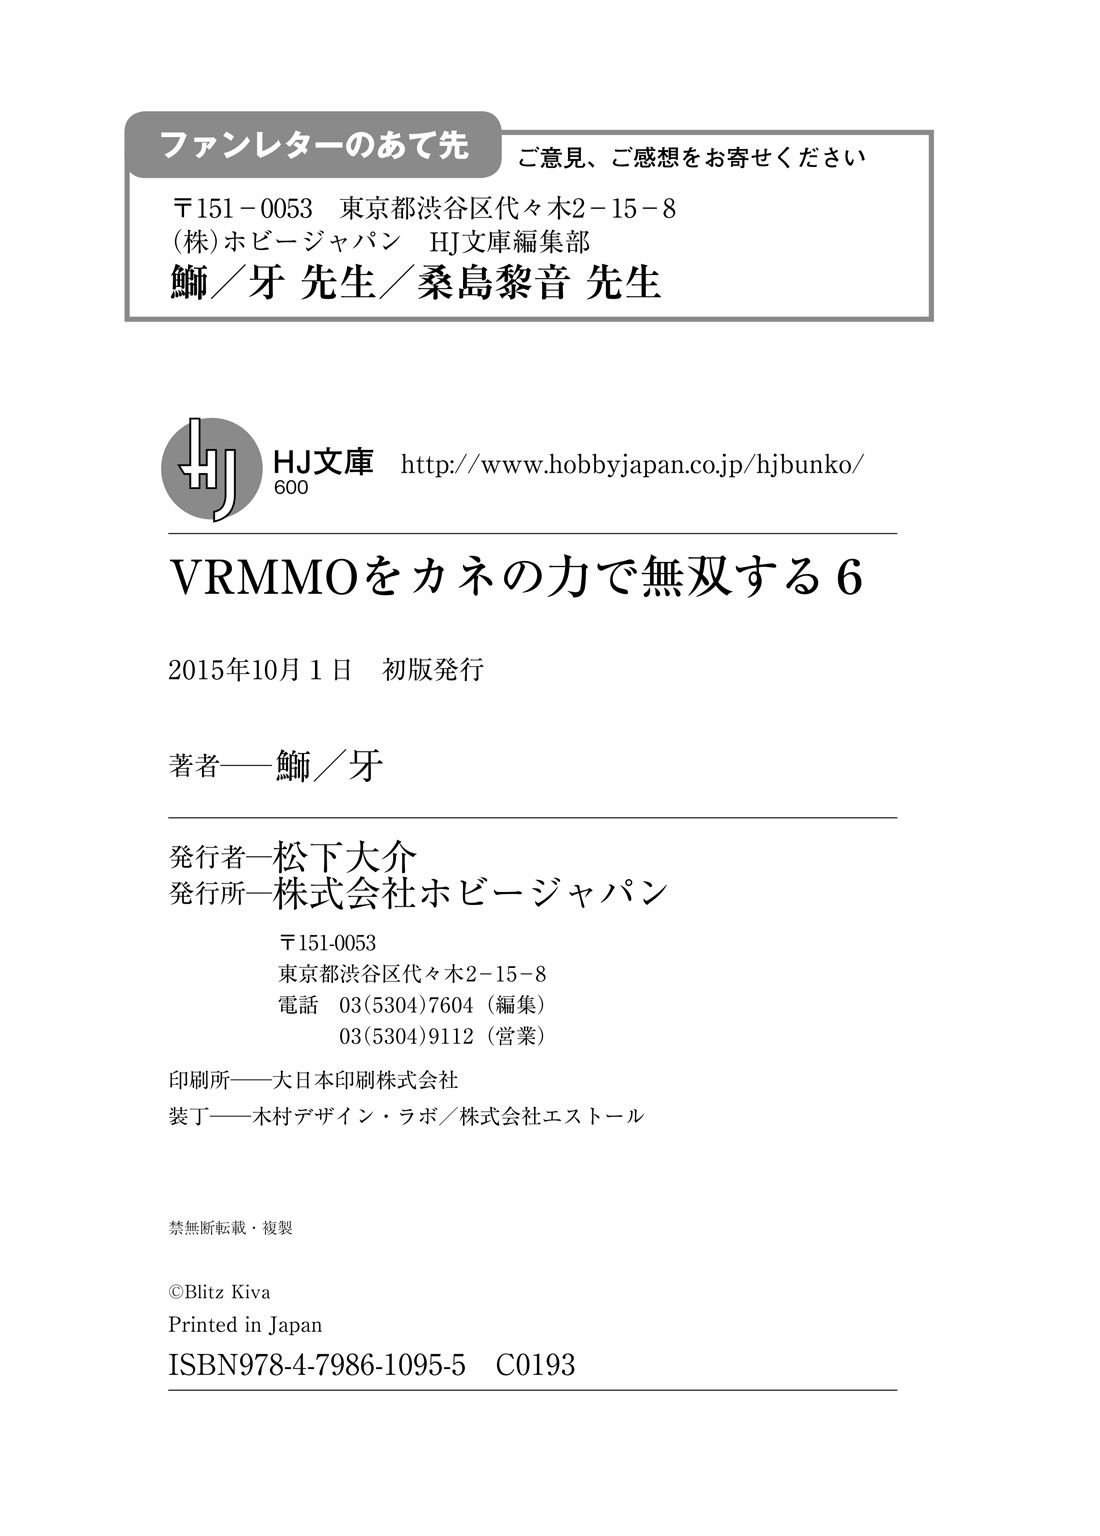 ファンレターのあて先 ご意見、ご感想をお寄せください
〒151−0053　東京都渋谷区代々木2−15−8
（株）ホビージャパン　HJ文庫編集部
鰤／牙 先生／桑島黎音 先生
HJ
HJ文庫　http://www.hobbyjapan.co.jp/hjbunko/
600
VRMMOをカネの力で無双する６
2015年10月１日　初版発行
著者──鰤／牙
発行者─松下大介
発行所─株式会社ホビージャパン
〒151-0053
東京都渋谷区代々木2−15−8
電話　03（5304）7604（編集）
03（5304）9112（営業）
印刷所──大日本印刷株式会社
装丁──木村デザイン・ラボ／株式会社エストール
禁無断転載・複製
©Blitz Kiva
Printed in Japan
ISBN978-4-7986-1095-5　C0193